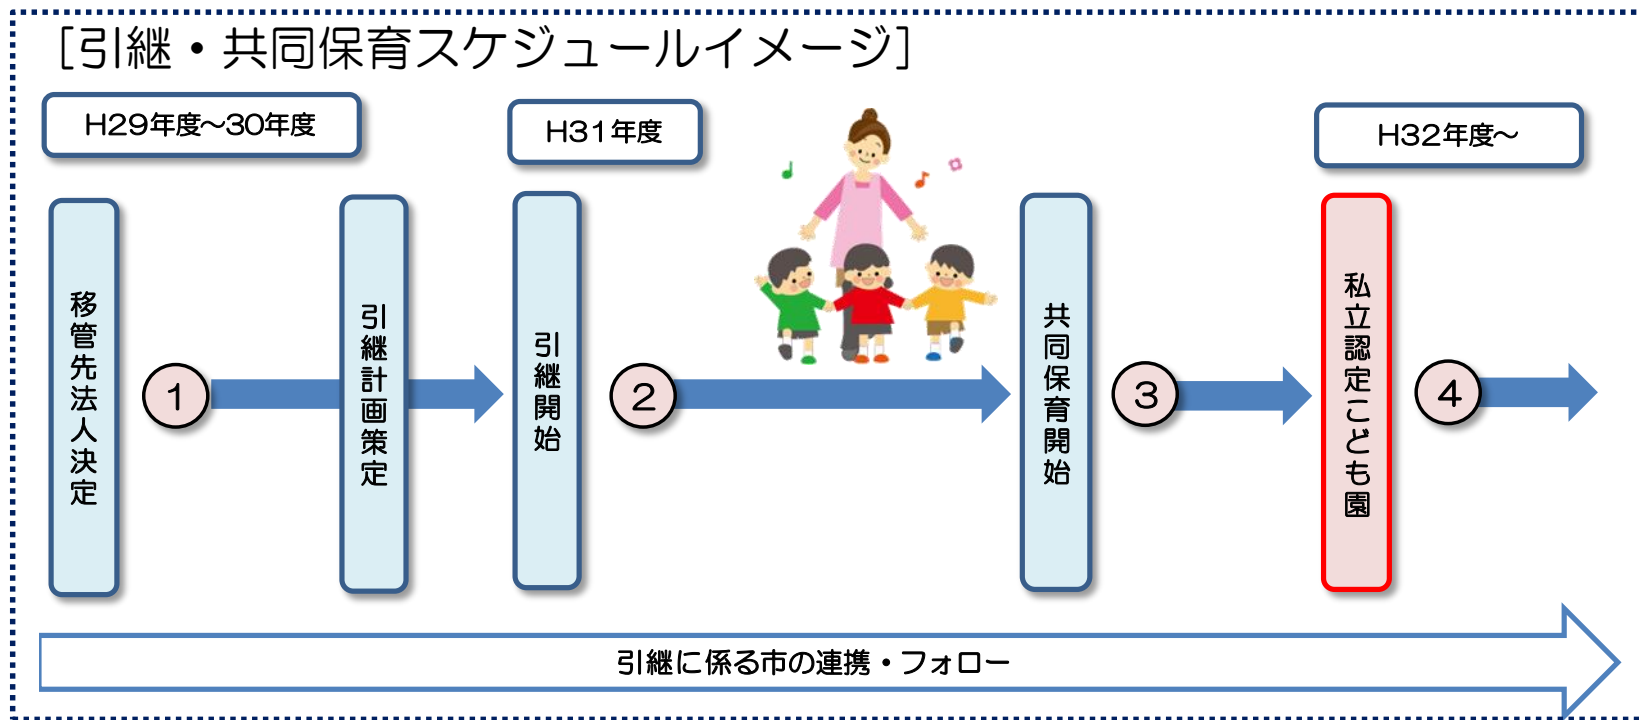 [引継・共同保育スケジュールイメージ]
H29年度～30年度
H31年度
H32年度～
移管先法人決定
①
引継計画策定
引継開始
②
共同保育開始
③
私立認定こども園
④
引継に係る市の連携・フォロー